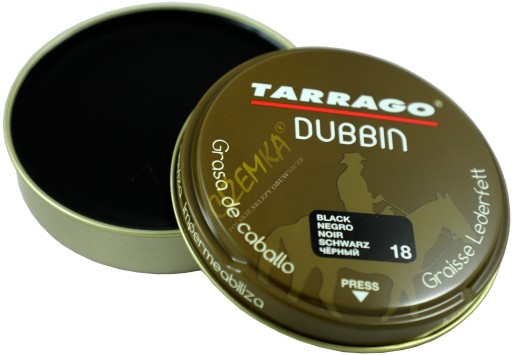 TARRAGO®
DUBBIN
Grasa de caballo
Graisse Lederfett
BLACK
NEGRO
NOIR
SCHWARZ
ЧЁРНЫЙ
18
PRESS
impermeabiliza